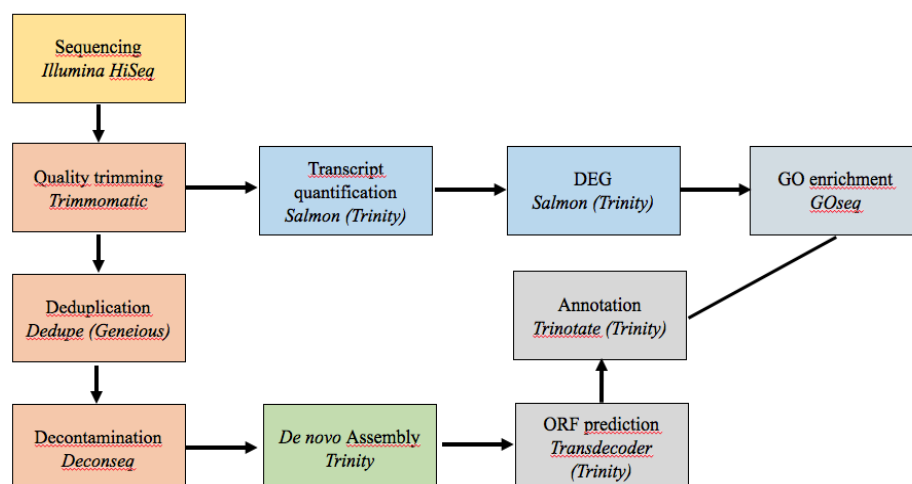 Sequencing
Illumina HiSeq
Quality trimming
Trimmomatic
Transcript
quantification
Salmon (Trinity)
DEG
Salmon (Trinity)
GO enrichment
GOseq
Deduplication
Dedupe (Geneious)
Annotation
Trinotate (Trinity)
Decontamination
Deconseq
De novo Assembly
Trinity
ORF prediction
Transdecoder
(Trinity)